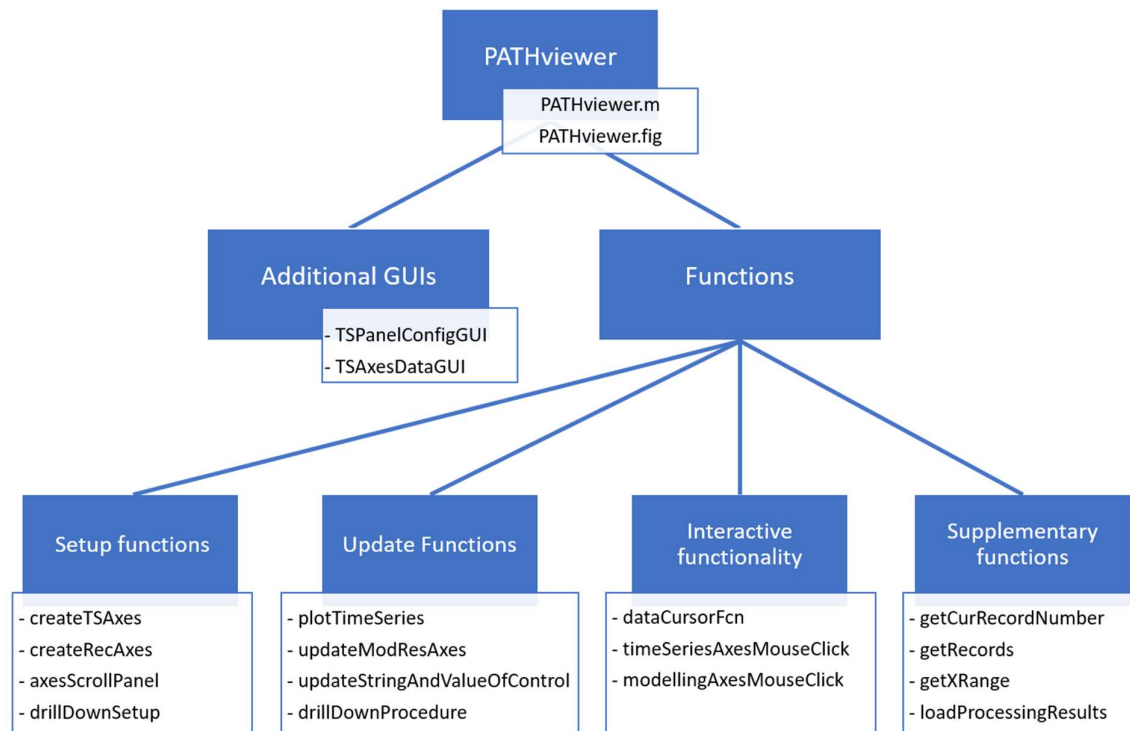 PATHviewer
PATHviewer.m
PATHviewer.fig
Additional GUIs
- TSPanelConfigGUI
- TSAxesDataGUI
Functions
Setup functions
- createTSAxes
- createRecAxes
- axesScrollPanel
- drillDownSetup
Update Functions
- plotTimeSeries
- updateModResAxes
- updateStringAndValueOfControl
- drillDownProcedure
Interactive
functionality
- dataCursorFcn
- timeSeriesAxesMouseClick
- modellingAxesMouseClick
Supplementary
functions
- getCurRecordNumber
- getRecords
- getXRange
- loadProcessingResults